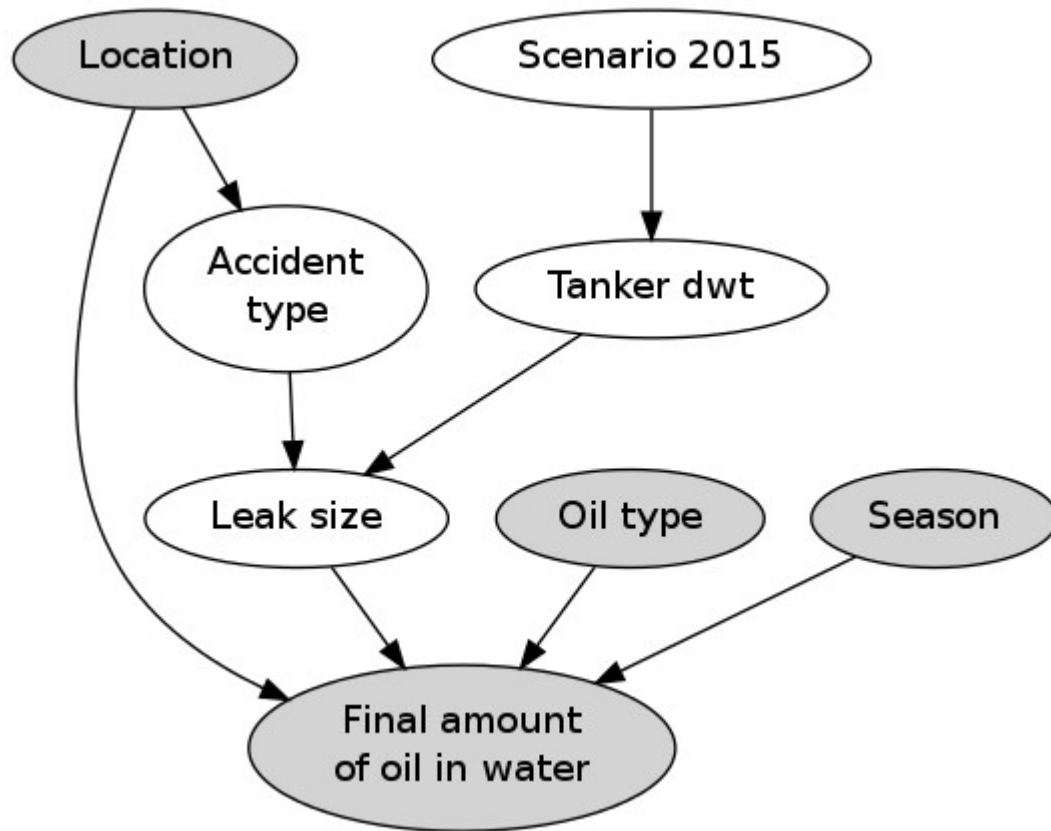 Location
Scenario 2015
Accident
type
Tanker dwt
Leak size
Oil type
Season
Final amount
of oil in water